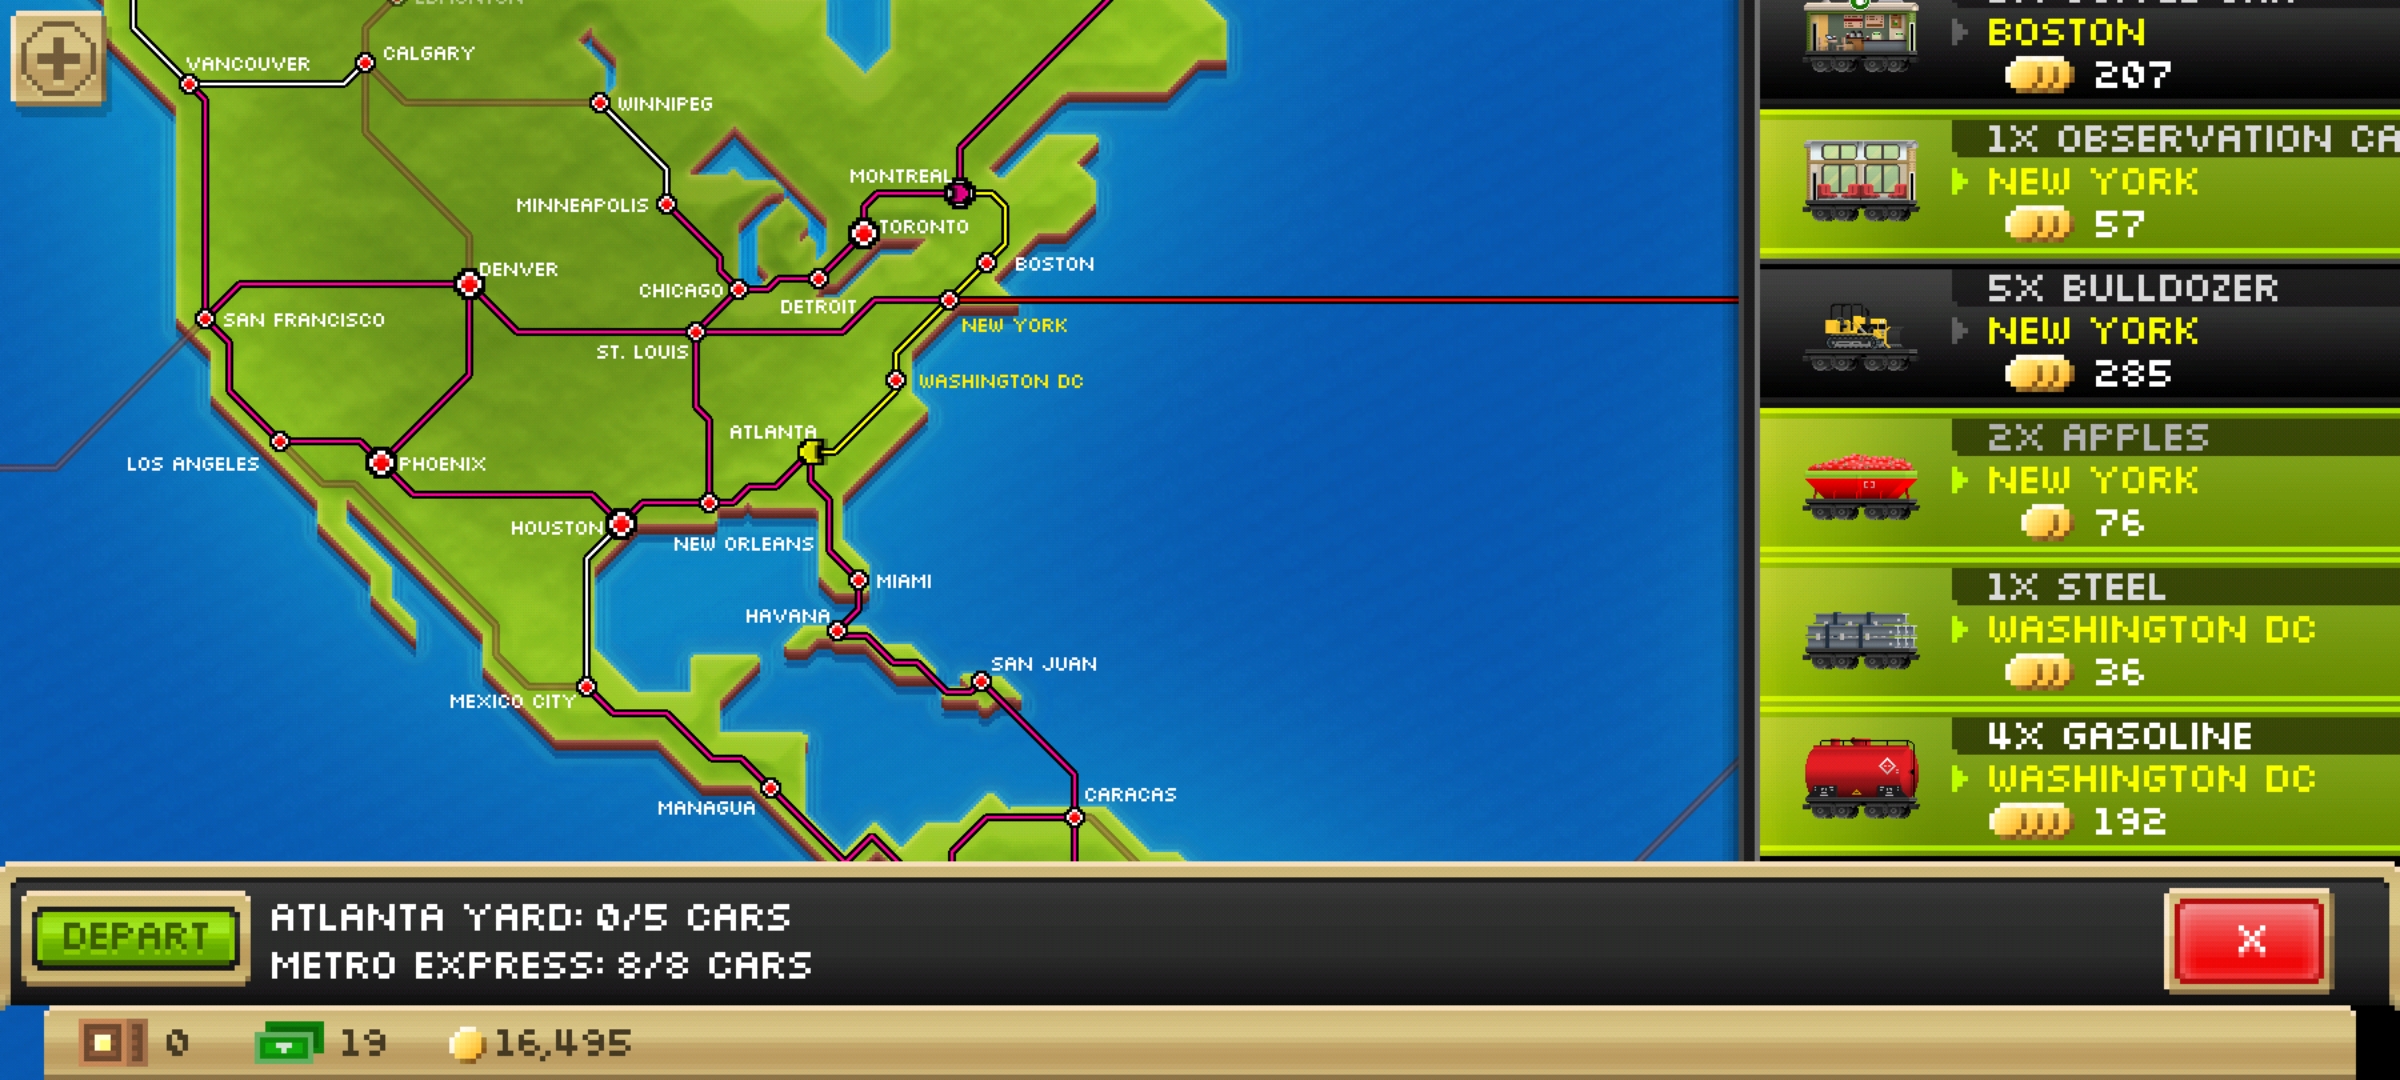 EDMONTON
CALGARY
VANCOUVER
WINNIPEG
MONTREAL
MINNEAPOLIS
TORONTO
BOSTON
DENVER
CHICAGO
DETROIT
SAN FRANCISCO
NEW YORK
ST. LOUIS
WASHINGTON DC
ATLANTA
LOS ANGELES
PHOENIX
HOUSTON
NEW ORLEANS
MIAMI
HAVANA
SAN JUAN
MEXICO CITY
CARACAS
MANAGUA
BOSTON
207
1X OBSERVATION CA
NEW YORK
57
5X BULLDOZER
NEW YORK
285
2X APPLES
NEW YORK
76
1X STEEL
WASHINGTON DC
36
4X GASOLINE
WASHINGTON DC
192
DEPART
ATLANTA YARD: 0/5 CARS
METRO EXPRESS: 8/8 CARS
X
0 19 16,495